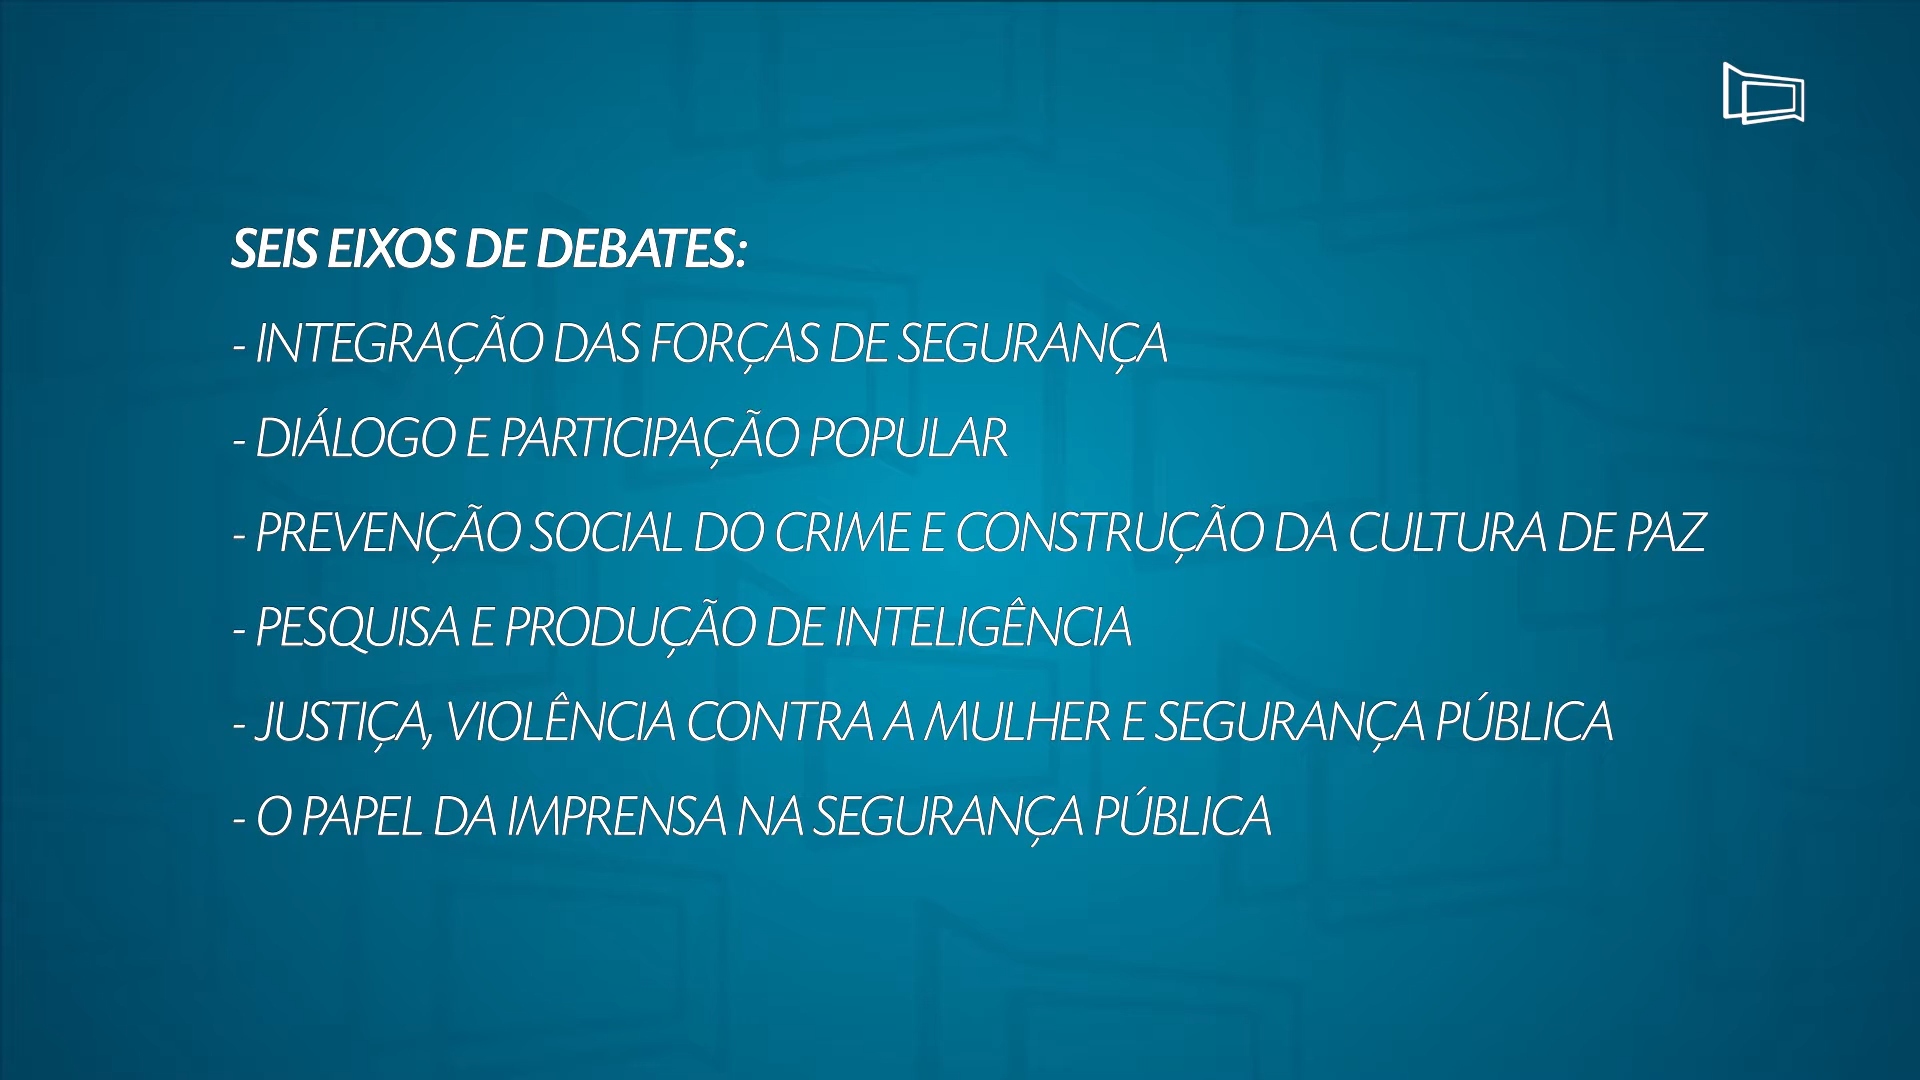 SEIS EIXOS DE DEBATES:
- INTEGRAÇÃO DAS FORÇAS DE SEGURANÇA
- DIÁLOGO E PARTICIPAÇÃO POPULAR
- PREVENÇÃO SOCIAL DO CRIME E CONSTRUÇÃO DA CULTURA DE PAZ
- PESQUISA E PRODUÇÃO DE INTELIGÊNCIA
- JUSTIÇA, VIOLÊNCIA CONTRA A MULHER E SEGURANÇA PÚBLICA
- O PAPEL DA IMPRENSA NA SEGURANÇA PÚBLICA